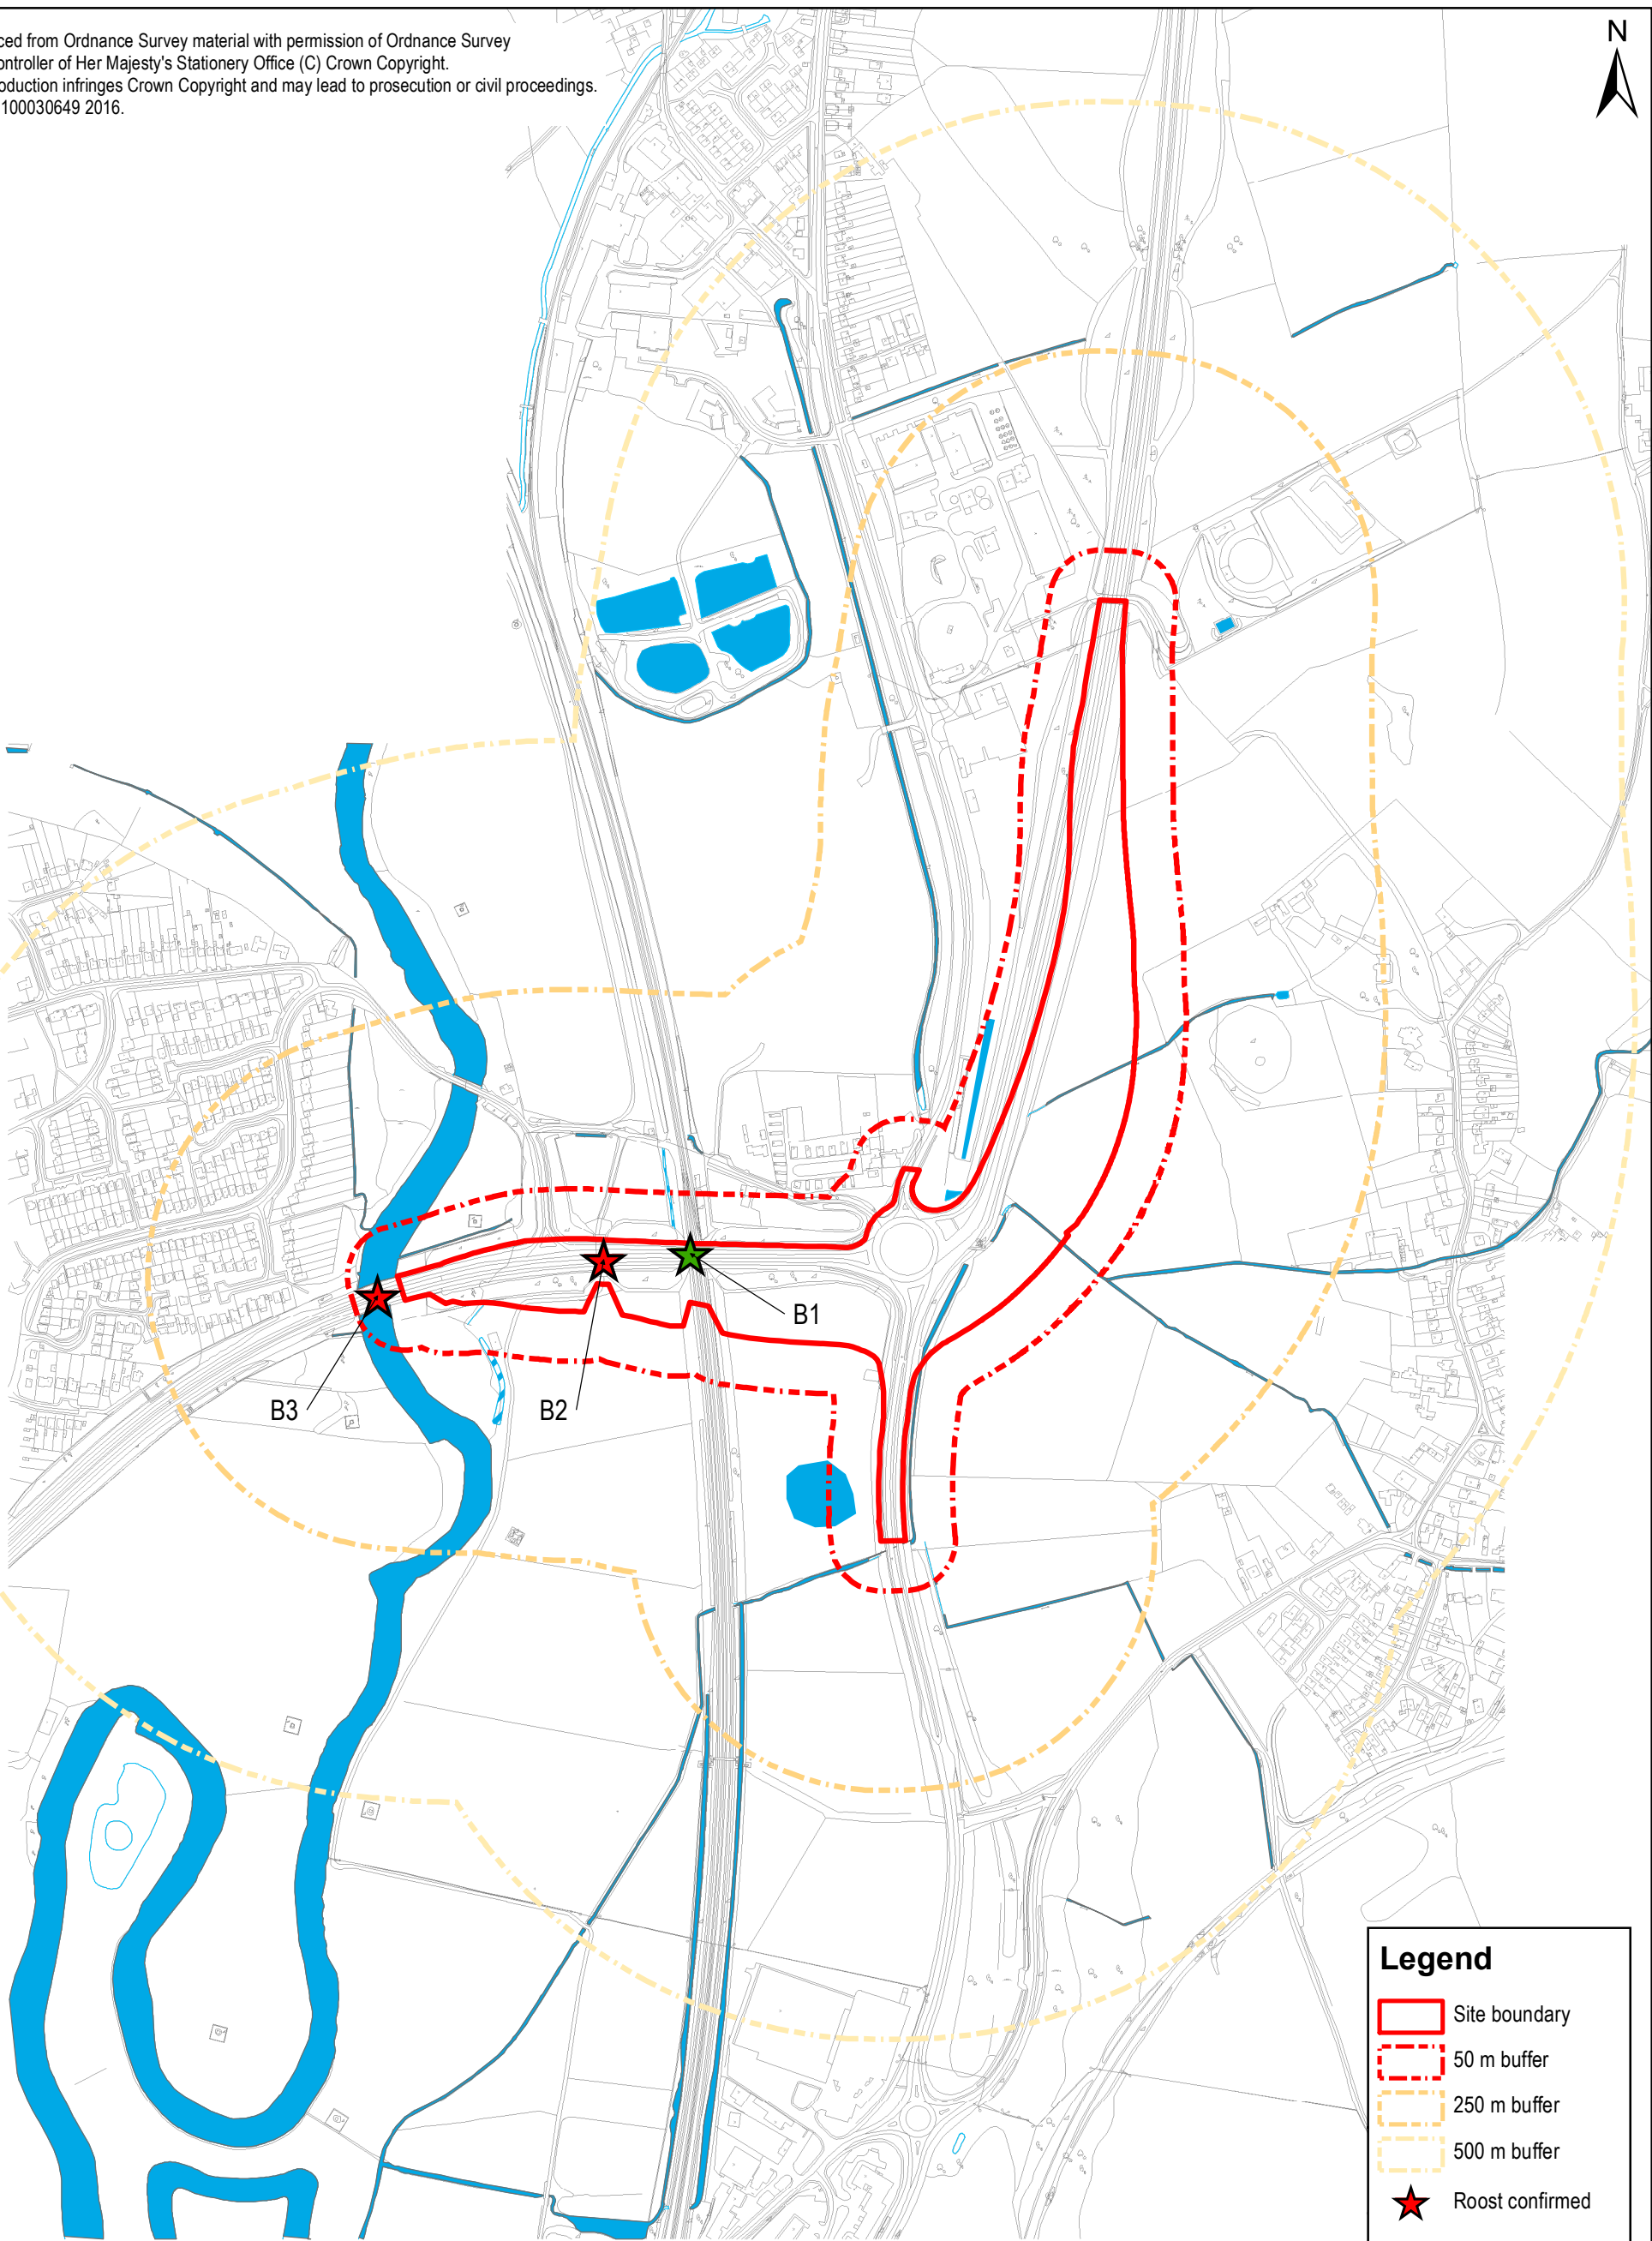 ced from Ordnance Survey material with permission of Ordnance Survey
ontroller of Her Majesty's Stationery Office (C) Crown Copyright.
oduction infringes Crown Copyright and may lead to prosecution or civil proceedings.
100030649 2016.
N
B1
B2
B3
Legend
Site boundary
50 m buffer
250 m buffer
500 m buffer
Roost confirmed